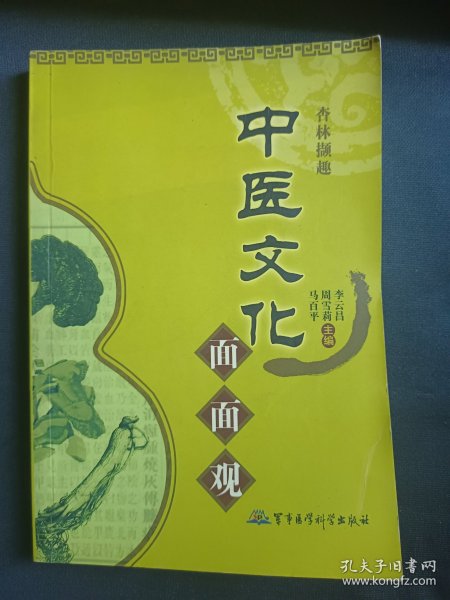 杏林撷趣
中医文化
面面观
李云昌
周雪莉
马百平
主编
军事医学科学出版社
孔夫子旧书网
www.kongfz.com